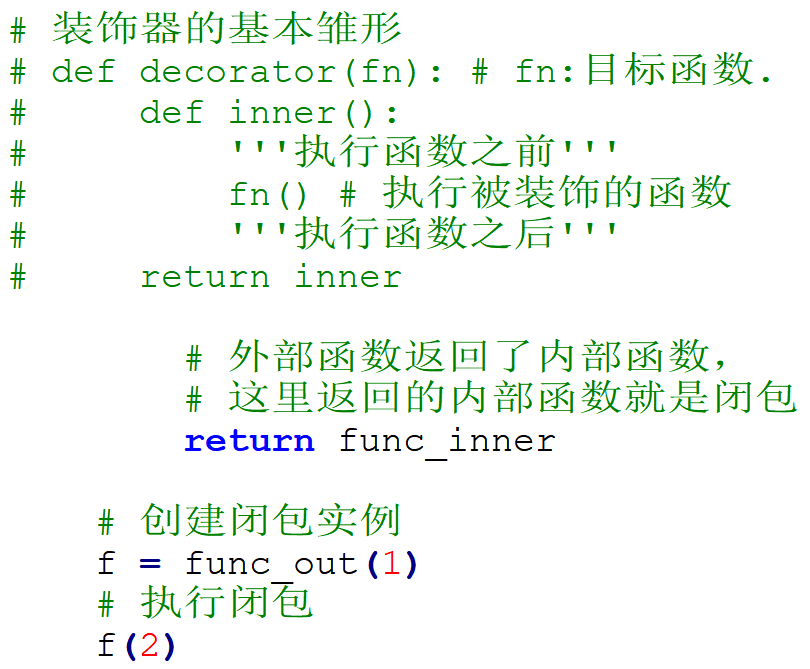 # 装饰器的基本雏形
# def decorator(fn): # fn:目标函数.
#     def inner():
#         '''执行函数之前'''
#         fn() # 执行被装饰的函数
#         '''执行函数之后'''
#     return inner
# 外部函数返回了内部函数，
# 这里返回的内部函数就是闭包
return func_inner
# 创建闭包实例
f = func_out(1)
# 执行闭包
f(2)